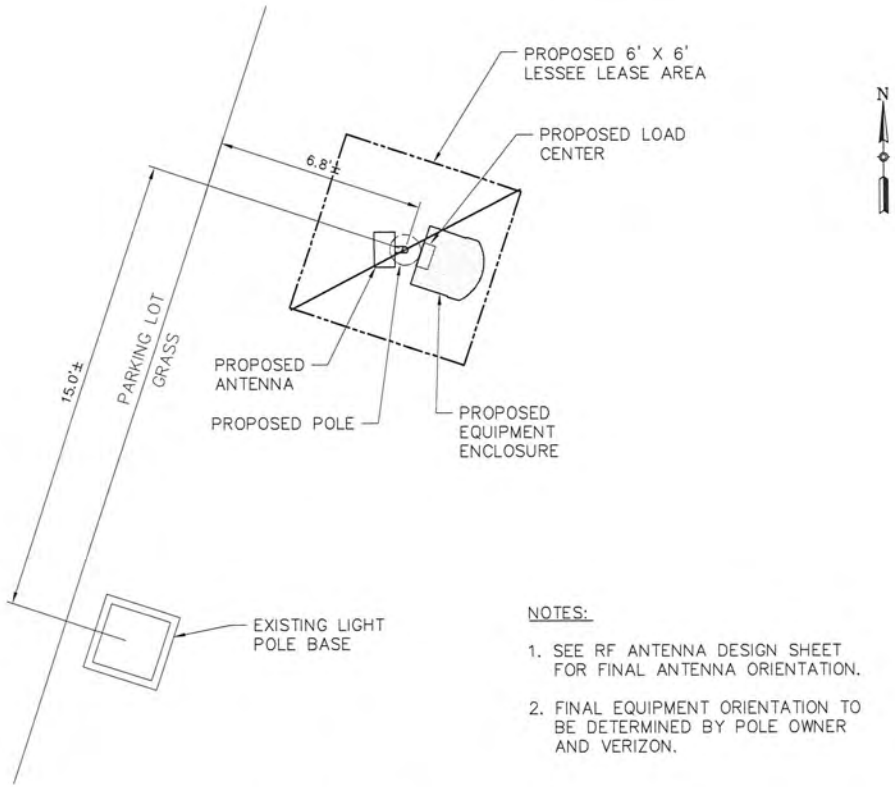 PROPOSED 6' X 6'
LESSEE LEASE AREA
N
PROPOSED LOAD
CENTER
6.8'±
15.0'±
PARKING LOT
GRASS
PROPOSED
ANTENNA
PROPOSED POLE
PROPOSED
EQUIPMENT
ENCLOSURE
EXISTING LIGHT
POLE BASE
NOTES:
1. SEE RF ANTENNA DESIGN SHEET
FOR FINAL ANTENNA ORIENTATION.
2. FINAL EQUIPMENT ORIENTATION TO
BE DETERMINED BY POLE OWNER
AND VERIZON.